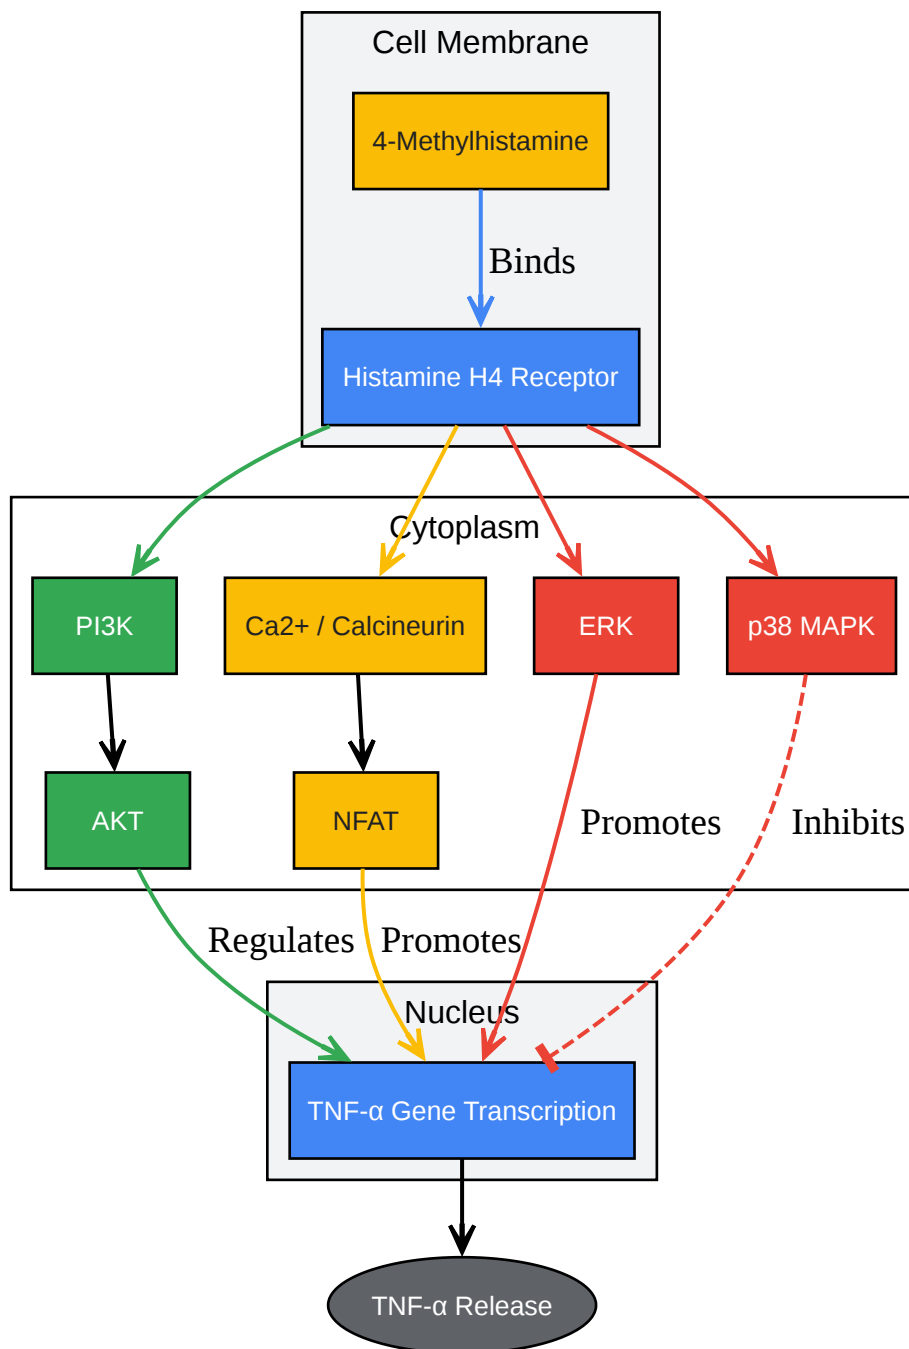 Cell Membrane
4-Methylhistamine
Binds
Histamine H4 Receptor
Cytoplasm
PI3K
Ca2+ / Calcineurin
ERK
p38 MAPK
AKT
NFAT
Promotes
Inhibits
Regulates
Promotes
Nucleus
TNF-α Gene Transcription
TNF-α Release